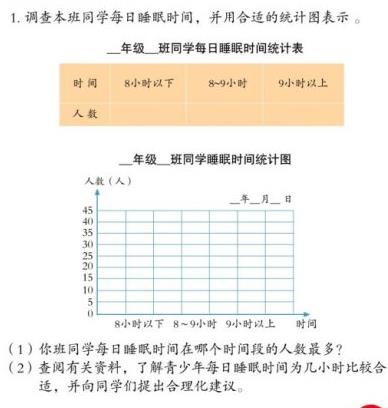 1. 调查本班同学每日睡眠时间，并用合适的统计图表示 。
__年级__班同学每日睡眠时间统计表
时 间 8小时以下 8~9小时 9小时以上
人 数
__年级__班同学睡眠时间统计图
人数（人）
__年__月__日
45
40
35
30
25
20
15
10
5
0
8小时以下 8～9小时 9小时以上 时间
（1）你班同学每日睡眠时间在哪个时间段的人数最多？
（2）查阅有关资料，了解青少年每日睡眠时间为几小时比较合
适，并向同学们提出合理化建议。